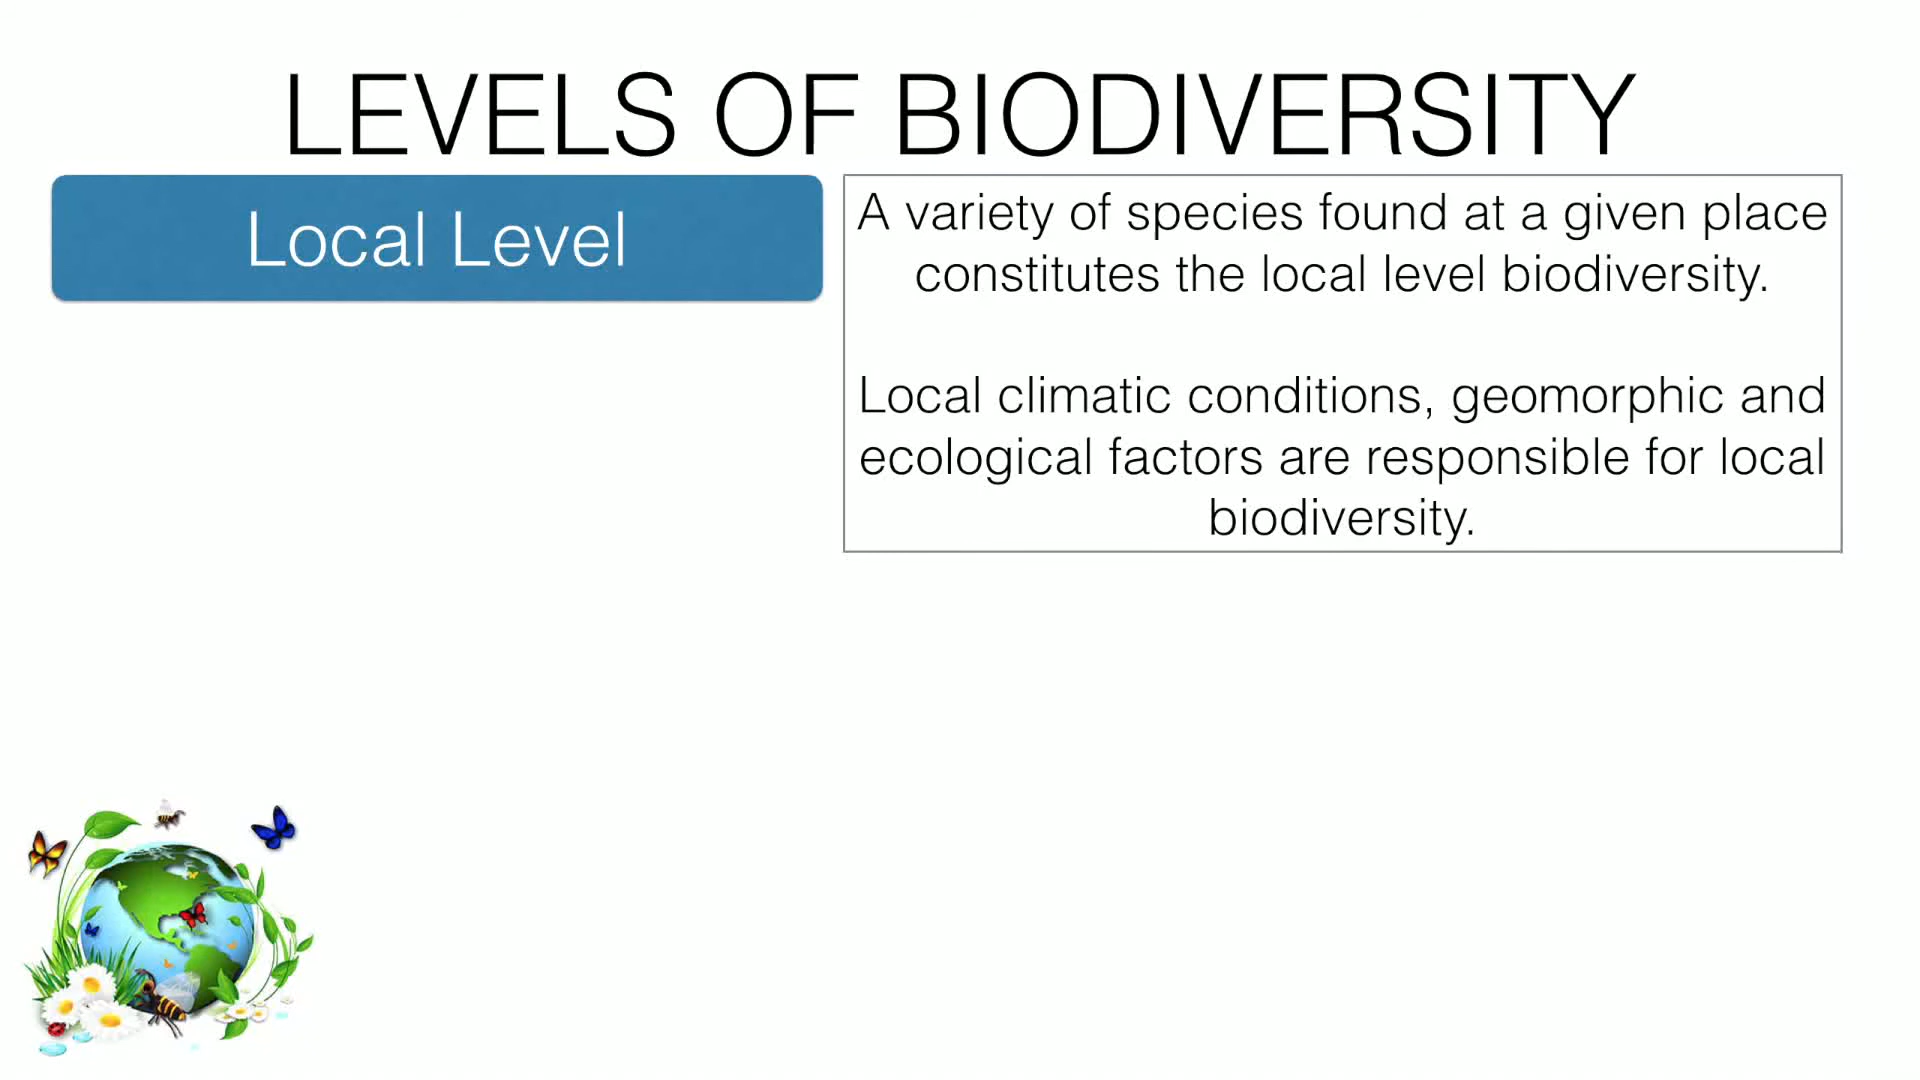 LEVELS OF BIODIVERSITY
Local Level
A variety of species found at a given place
constitutes the local level biodiversity.
Local climatic conditions, geomorphic and
ecological factors are responsible for local
biodiversity.